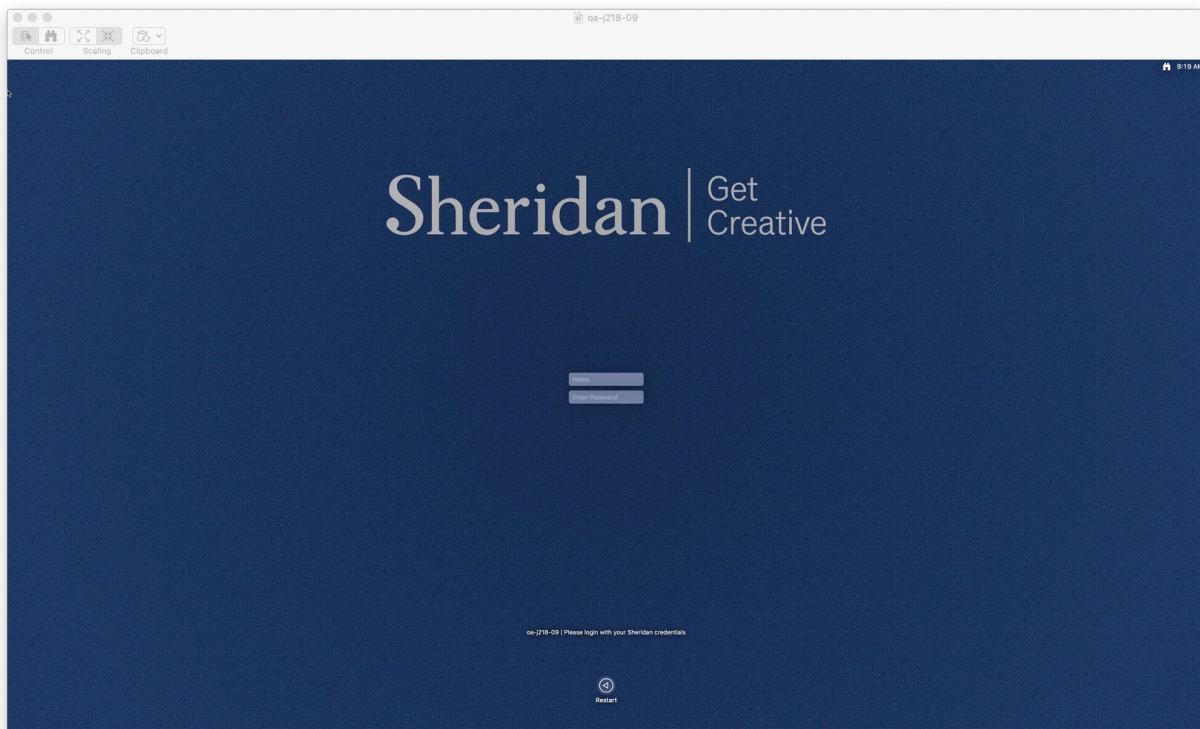 oa-j218-09
Control
Scaling
Clipboard
9:19 AM
Sheridan
Get
Creative
Name
Enter Password
oa-j218-09 | Please login with your Sheridan credentials
Restart